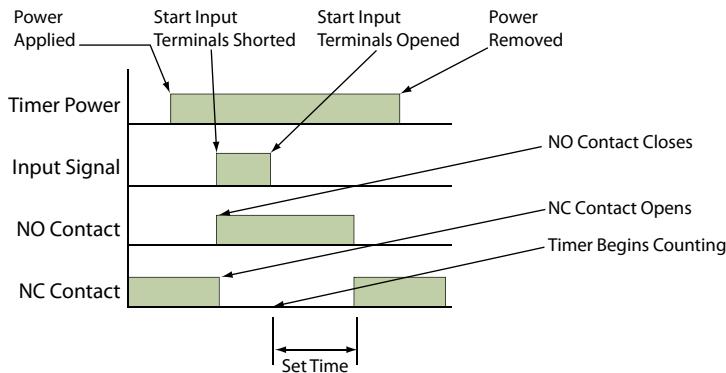 Power
Applied
Start Input
Terminals Shorted
Start Input
Terminals Opened
Power
Removed
Timer Power
Input Signal
NO Contact
NC Contact
NO Contact Closes
NC Contact Opens
Timer Begins Counting
Set Time